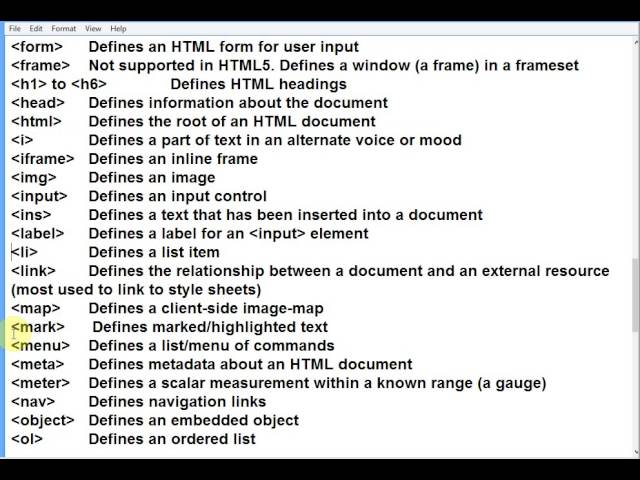 File Edit Format View Help
<form> Defines an HTML form for user input
<frame> Not supported in HTML5. Defines a window (a frame) in a frameset
<h1> to <h6> Defines HTML headings
<head> Defines information about the document
<html> Defines the root of an HTML document
<i> Defines a part of text in an alternate voice or mood
<iframe> Defines an inline frame
<img> Defines an image
<input> Defines an input control
<ins> Defines a text that has been inserted into a document
<label> Defines a label for an <input> element
<li> Defines a list item
<link> Defines the relationship between a document and an external resource
(most used to link to style sheets)
<map> Defines a client-side image-map
<mark> Defines marked/highlighted text
<menu> Defines a list/menu of commands
<meta> Defines metadata about an HTML document
<meter> Defines a scalar measurement within a known range (a gauge)
<nav> Defines navigation links
<object> Defines an embedded object
<ol> Defines an ordered list